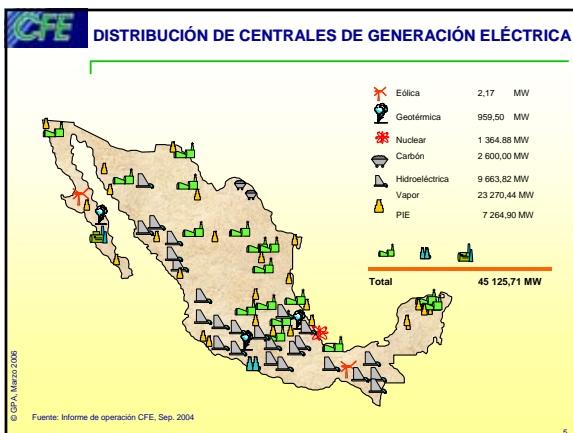 CFE
DISTRIBUCIÓN DE CENTRALES DE GENERACIÓN ELÉCTRICA
Eólica 2,17 MW
Geotérmica 959,50 MW
Nuclear 1 364.88 MW
Carbón 2 600,00 MW
Hidroeléctrica 9 663,82 MW
Vapor 23 270,44 MW
PIE 7 264,90 MW
Total 45 125,71 MW
© GPA, Marzo 2006
Fuente: Informe de operación CFE, Sep. 2004
5